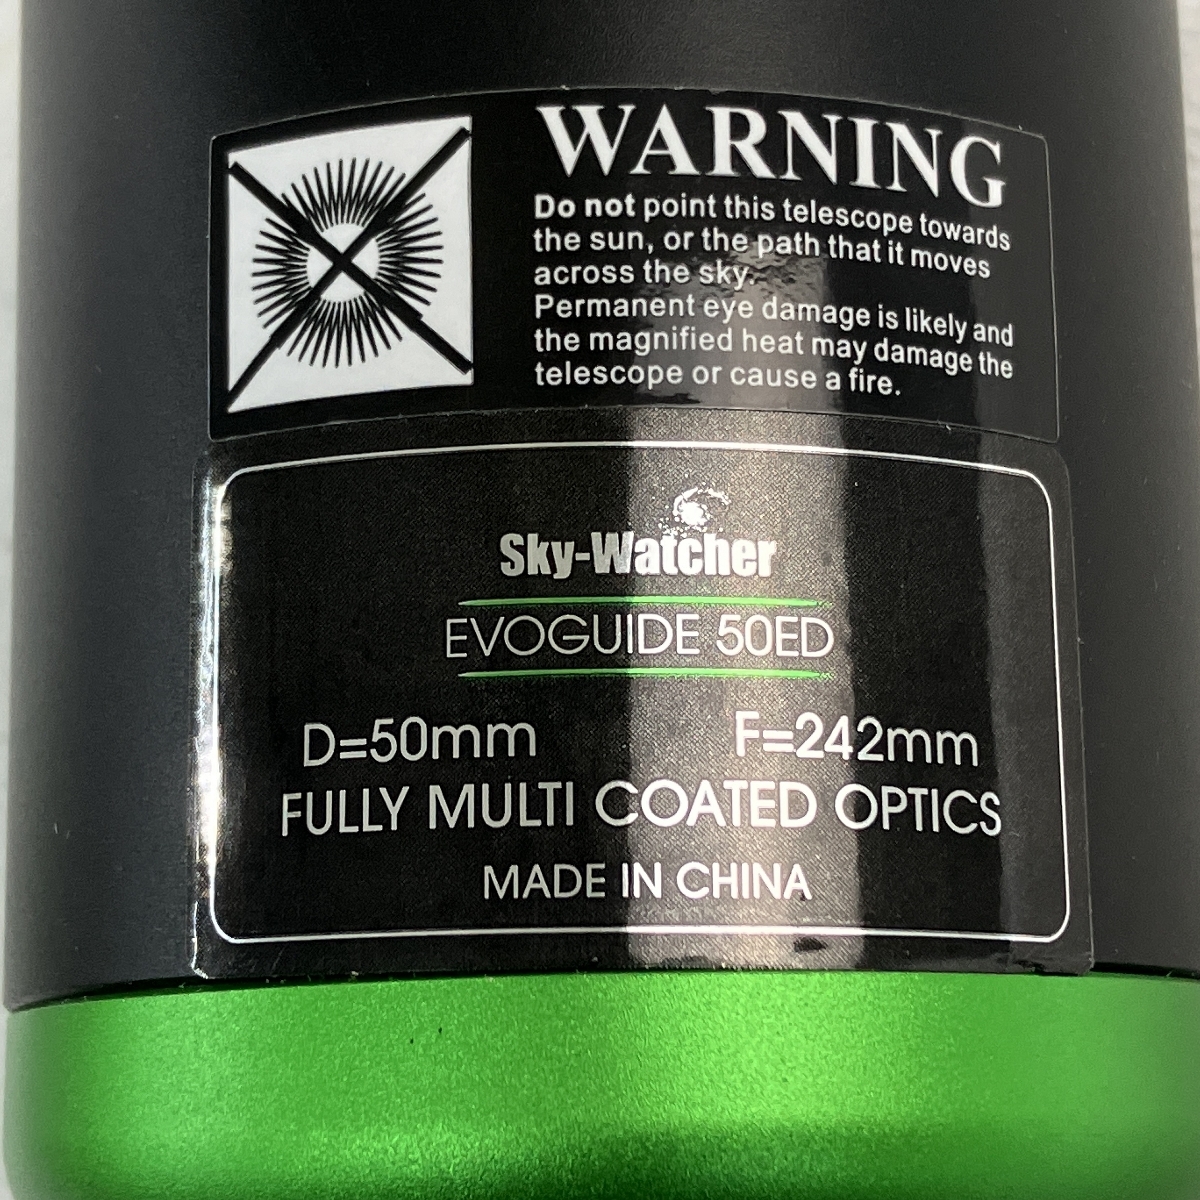 WARNING
Do not point this telescope towards
the sun, or the path that it moves
across the sky.
Permanent eye damage is likely and
the magnified heat may damage the
telescope or cause a fire.
Sky-Watcher
EVOGUIDE 50ED
D=50mm F=242mm
FULLY MULTI COATED OPTICS
MADE IN CHINA